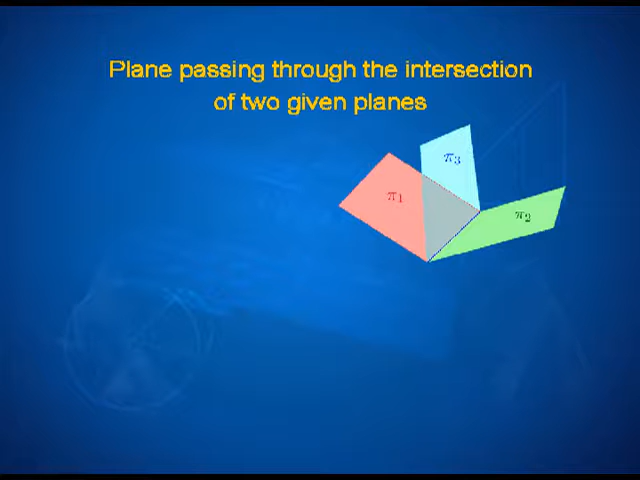 Plane passing through the intersection
of two given planes
π₃
π₁
π₂